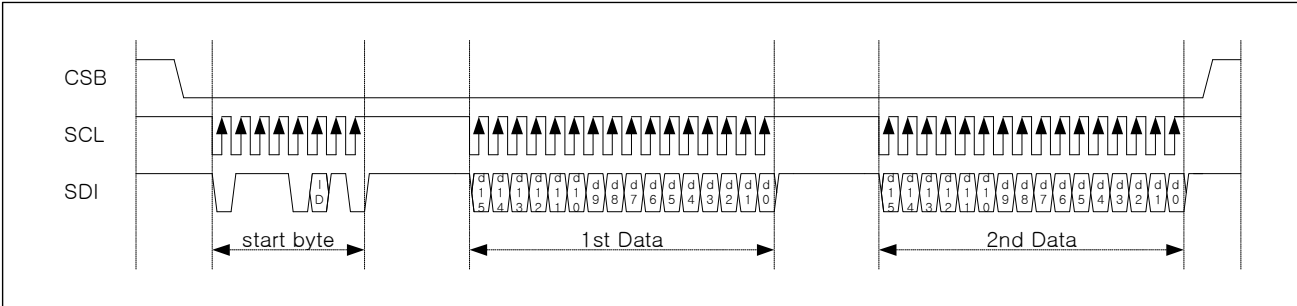 CSB
SCL
SDI
ID
d15 d14 d13 d12 d11 d10 d9 d8 d7 d6 d5 d4 d3 d2 d1 d0
d15 d14 d13 d12 d11 d10 d9 d8 d7 d6 d5 d4 d3 d2 d1 d0
start byte
1st Data
2nd Data